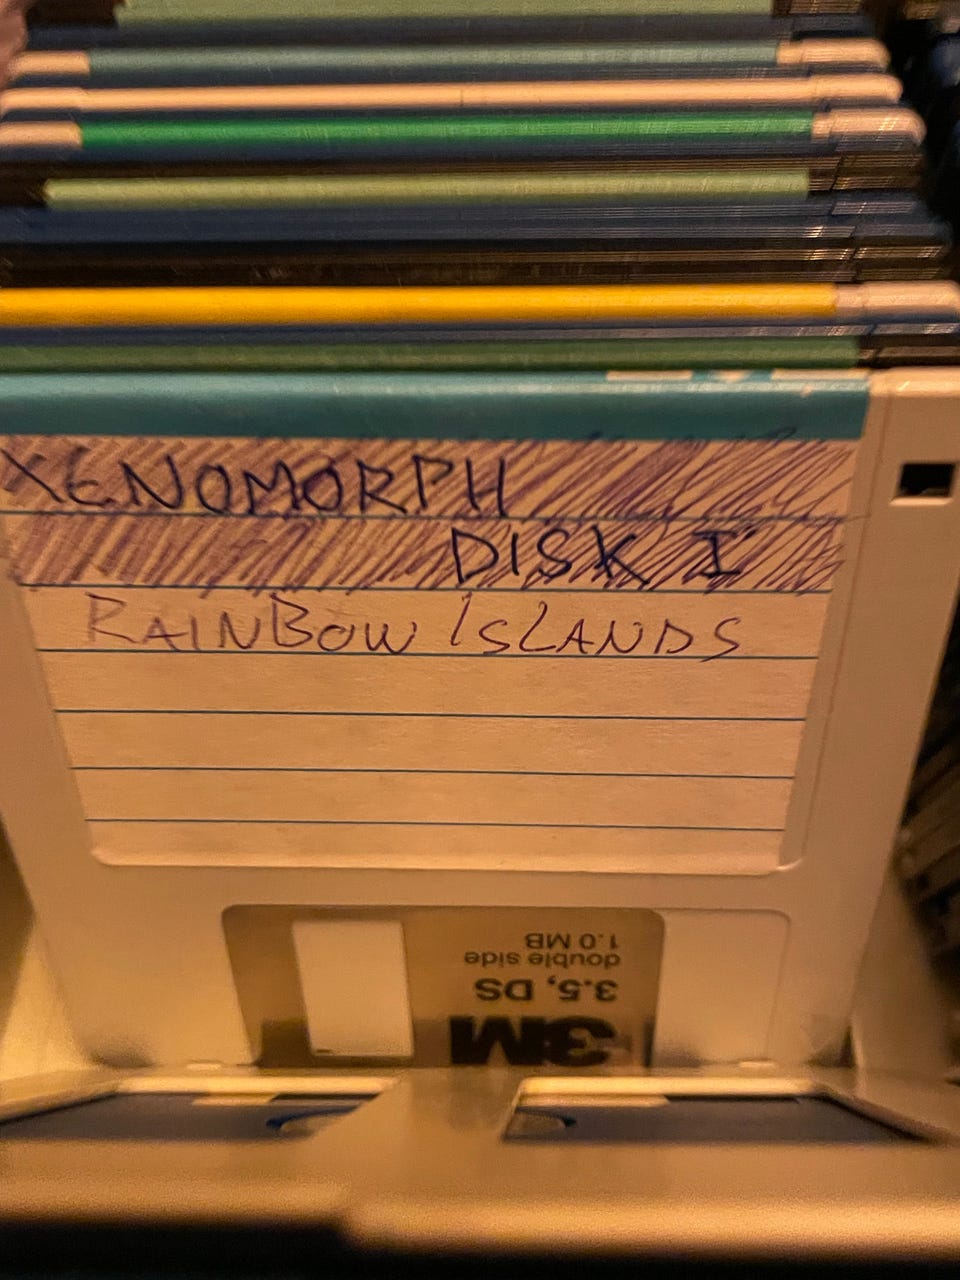 XENOMORPH
DISK I
RAINBOW ISLANDS
3M
3.5, DS
double side
1.0 MB